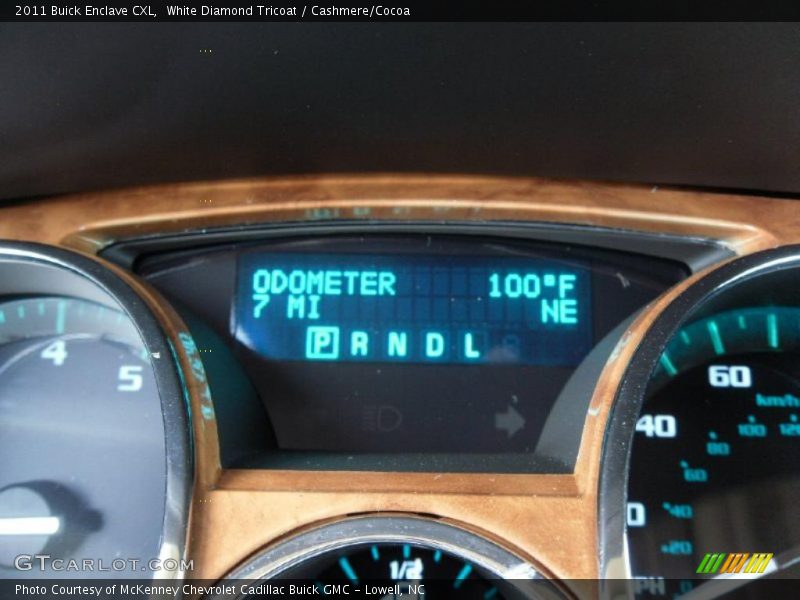 2011 Buick Enclave CXL,  White Diamond Tricoat / Cashmere/Cocoa
ODOMETER 100°F
7 MI NE
P R N D L
4 5
60
40
km/h
120
100
80
60
40
20
0
1/2
GTCARLOT.COM
Photo Courtesy of McKenney Chevrolet Cadillac Buick GMC - Lowell, NC